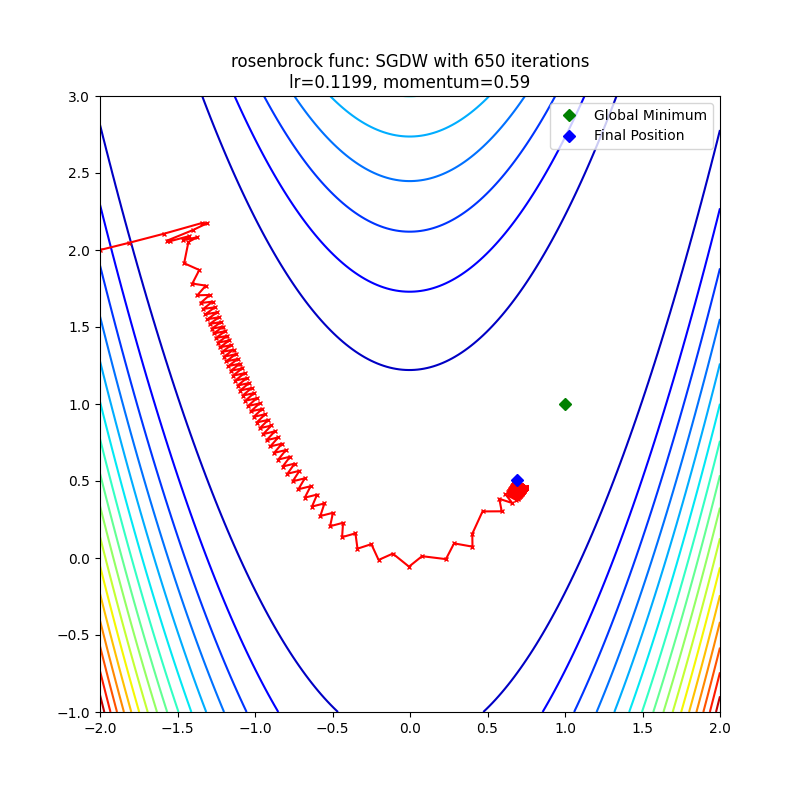 rosenbrock func: SGDW with 650 iterations
lr=0.1199, momentum=0.59
Global Minimum
Final Position
3.0
2.5
2.0
1.5
1.0
0.5
0.0
−0.5
−1.0
−2.0 −1.5 −1.0 −0.5 0.0 0.5 1.0 1.5 2.0